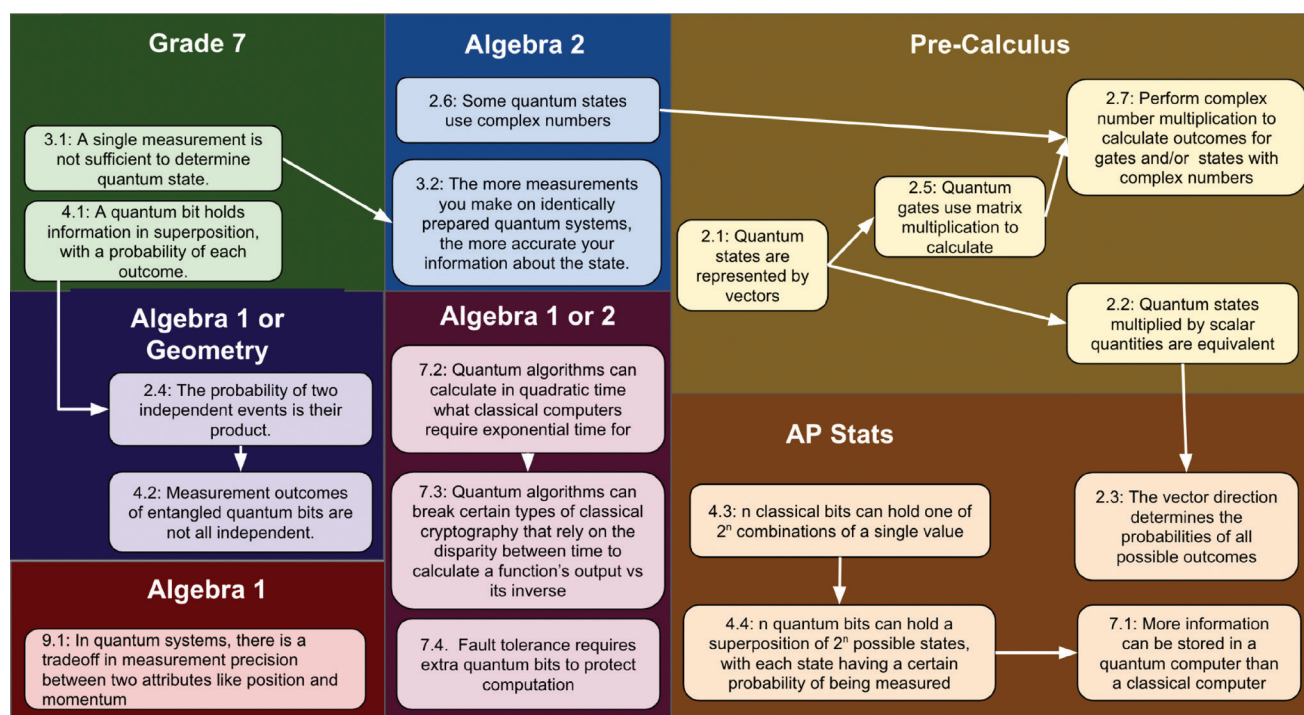 Grade 7
3.1: A single measurement is
not sufficient to determine
quantum state.
4.1: A quantum bit holds
information in superposition,
with a probability of each
outcome.
Algebra 2
2.6: Some quantum states
use complex numbers
3.2: The more measurements
you make on identically
prepared quantum systems,
the more accurate your
information about the state.
Pre-Calculus
2.7: Perform complex
number multiplication to
calculate outcomes for
gates and/or states with
complex numbers
2.5: Quantum
gates use matrix
multiplication to
calculate
2.1: Quantum
states are
represented by
vectors
2.2: Quantum states
multiplied by scalar
quantities are equivalent
Algebra 1 or
Geometry
2.4: The probability of two
independent events is their
product.
4.2: Measurement outcomes
of entangled quantum bits are
not all independent.
Algebra 1 or 2
7.2: Quantum algorithms can
calculate in quadratic time
what classical computers
require exponential time for
7.3: Quantum algorithms can
break certain types of classical
cryptography that rely on the
disparity between time to
calculate a function's output vs
its inverse
7.4. Fault tolerance requires
extra quantum bits to protect
computation
AP Stats
4.3: n classical bits can hold one of
2ⁿ combinations of a single value
2.3: The vector direction
determines the
probabilities of all
possible outcomes
4.4: n quantum bits can hold a
superposition of 2ⁿ possible states,
with each state having a certain
probability of being measured
7.1: More information
can be stored in a
quantum computer than
a classical computer
Algebra 1
9.1: In quantum systems, there is a
tradeoff in measurement precision
between two attributes like position and
momentum